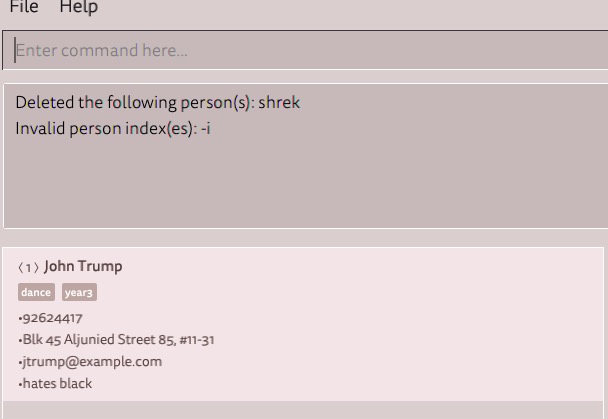 File Help
Enter command here...
Deleted the following person(s): shrek
Invalid person index(es): -i
〈 1 〉 John Trump
dance year3
•92624417
•Blk 45 Aljunied Street 85, #11-31
•jtrump@example.com
•hates black